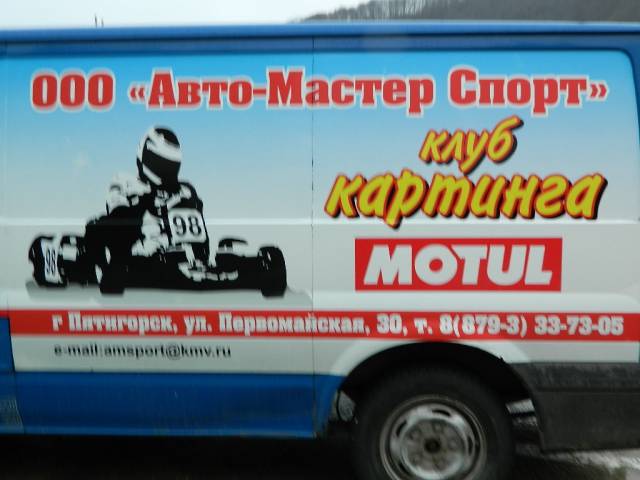 ООО «Авто-Мастер Спорт»
клуб
картинга
98
98
MOTUL
г Пятигорск, ул. Первомайская, 30, т. 8(879-3) 33-73-05
e-mail:amsport@kmv.ru